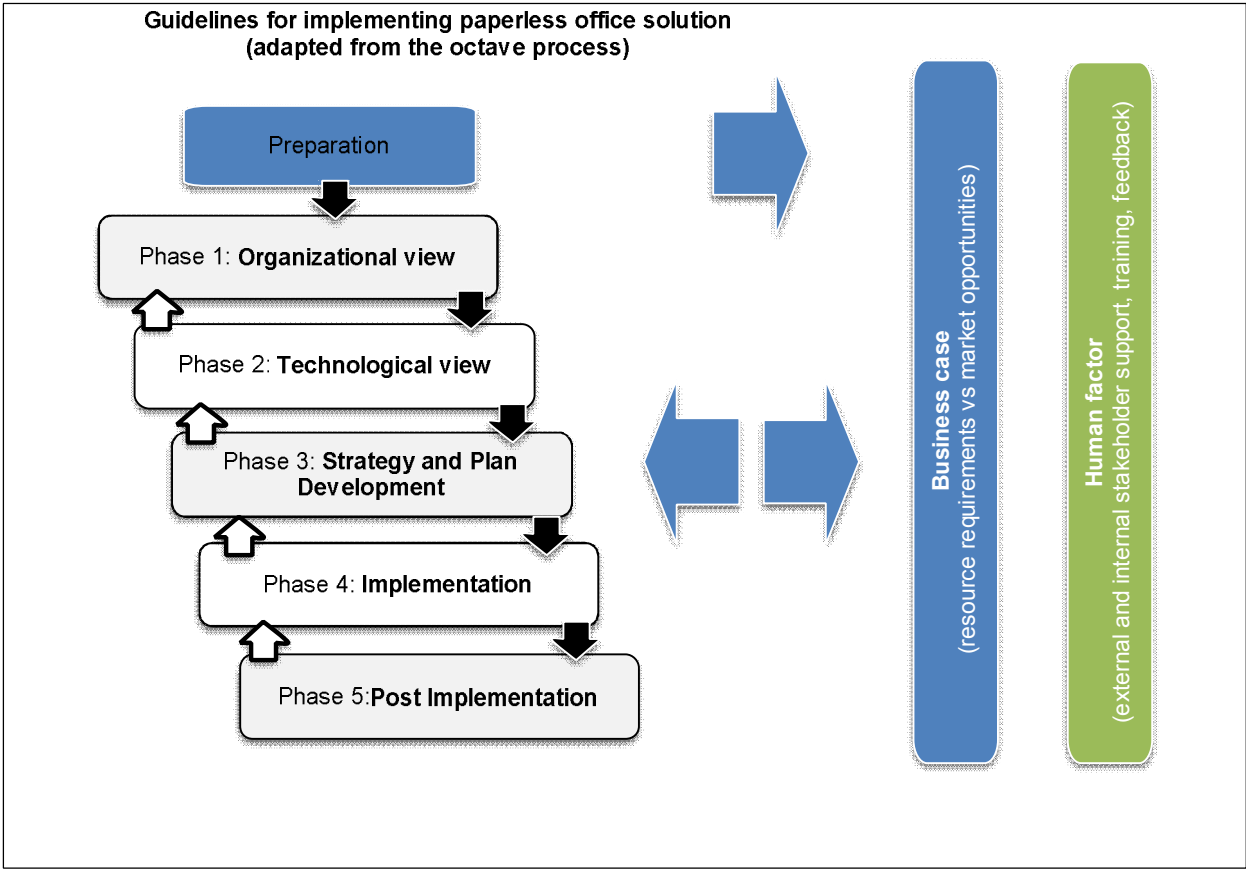 Guidelines for implementing paperless office solution
(adapted from the octave process)
Preparation
Phase 1: Organizational view
Phase 2: Technological view
Phase 3: Strategy and Plan
Development
Phase 4: Implementation
Phase 5:Post Implementation
Business case
(resource requirements vs market opportunities)
Human factor
(external and internal stakeholder support, training, feedback)